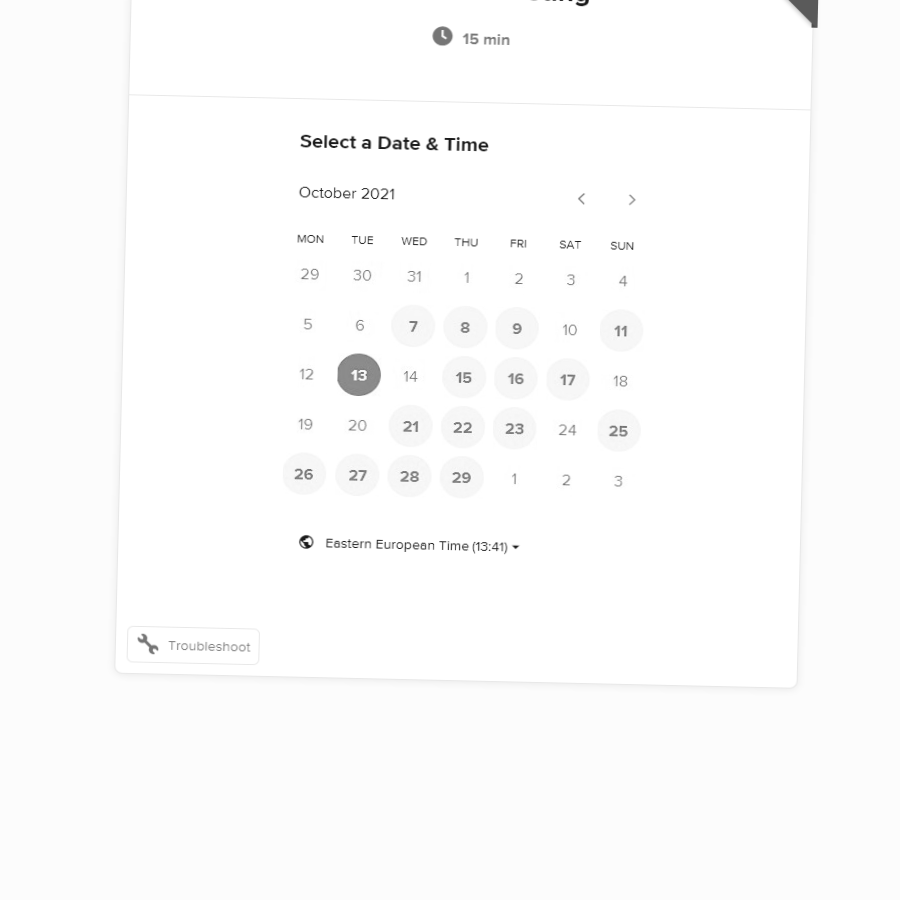 15 min
Select a Date & Time
October 2021
MON TUE WED THU FRI SAT SUN
29 30 31 1 2 3 4
5 6 7 8 9 10 11
12 13 14 15 16 17 18
19 20 21 22 23 24 25
26 27 28 29 1 2 3
Eastern European Time (13:41)
Troubleshoot